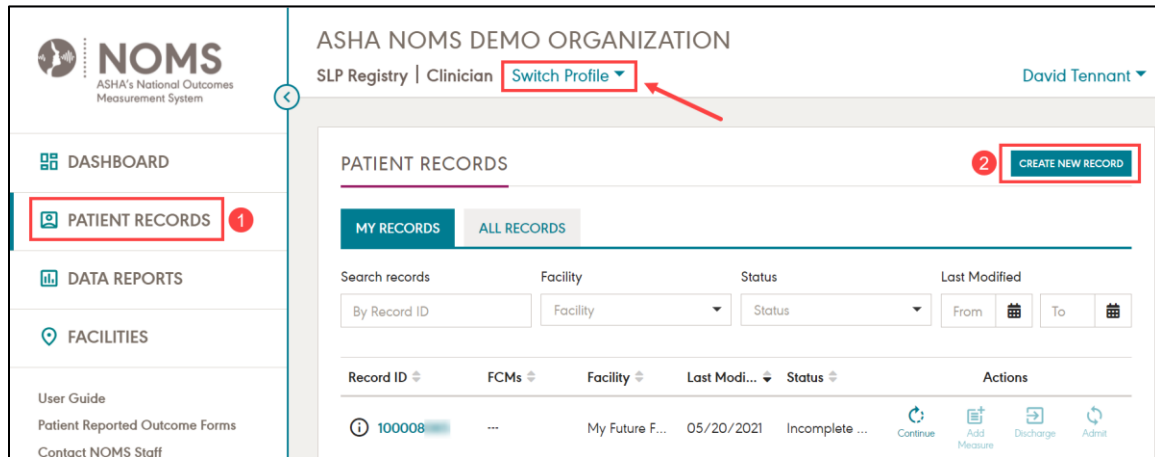 NOMS
ASHA's National Outcomes
Measurement System
ASHA NOMS DEMO ORGANIZATION
SLP Registry | Clinician Switch Profile
David Tennant
DASHBOARD
PATIENT RECORDS 1
DATA REPORTS
FACILITIES
User Guide
Patient Reported Outcome Forms
Contact NOMS Staff
PATIENT RECORDS
2 CREATE NEW RECORD
MY RECORDS ALL RECORDS
Search records Facility Status Last Modified
By Record ID Facility Status From To
Record ID FCMs Facility Last Modi... Status Actions
100008 --- My Future F... 05/20/2021 Incomplete ... Continue Add Measure Discharge Admit